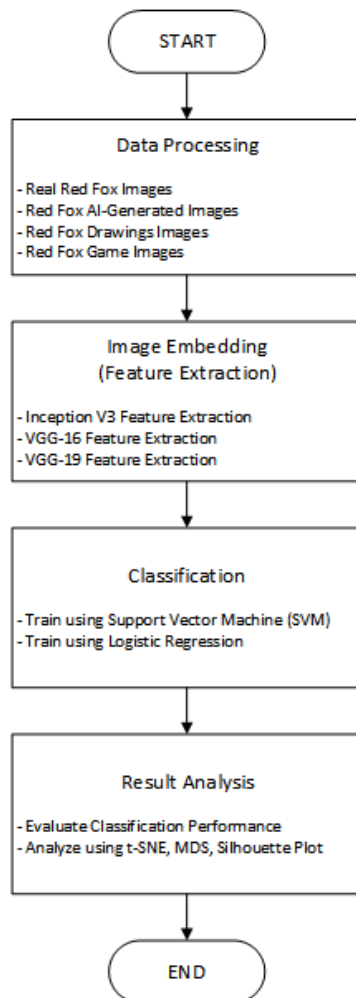 START
Data Processing
- Real Red Fox Images
- Red Fox AI-Generated Images
- Red Fox Drawings Images
- Red Fox Game Images
Image Embedding
(Feature Extraction)
- Inception V3 Feature Extraction
- VGG-16 Feature Extraction
- VGG-19 Feature Extraction
Classification
- Train using Support Vector Machine (SVM)
- Train using Logistic Regression
Result Analysis
- Evaluate Classification Performance
- Analyze using t-SNE, MDS, Silhouette Plot
END